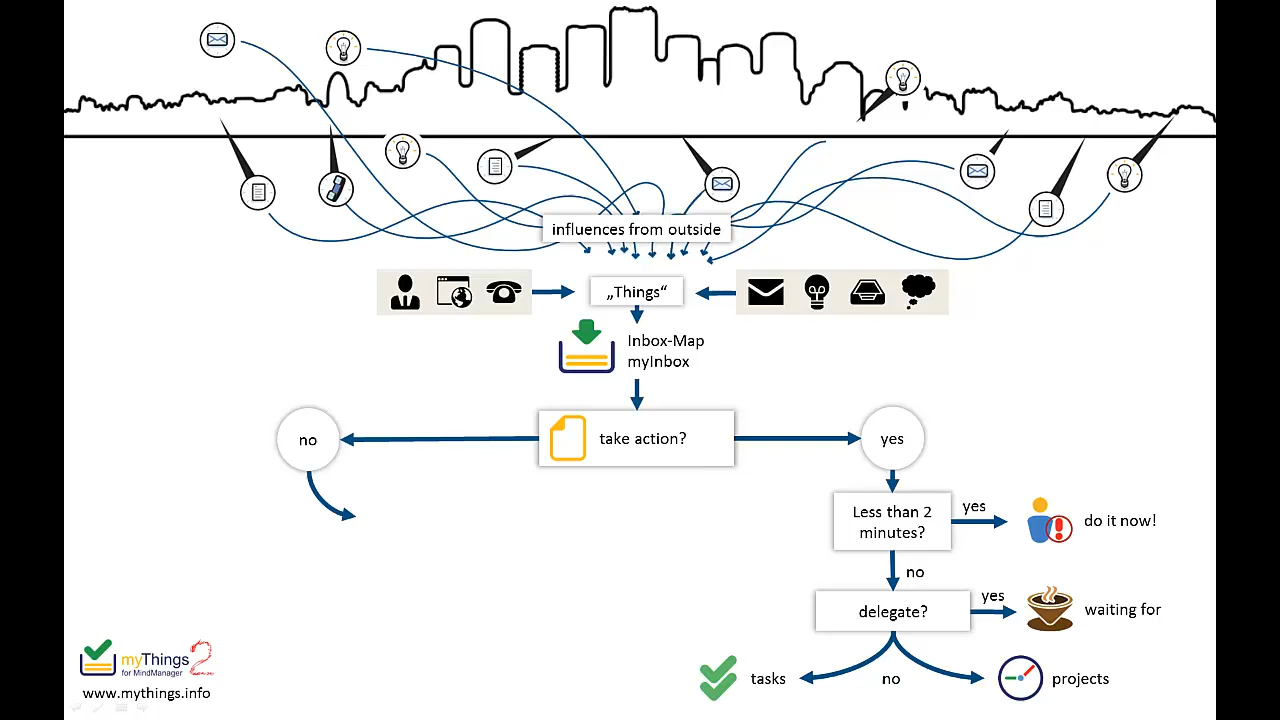 influences from outside
„Things“
Inbox-Map
myInbox
no
take action?
yes
Less than 2
minutes?
yes
do it now!
no
delegate?
yes
waiting for
tasks
no
projects
myThings 2
for MindManager
www.mythings.info